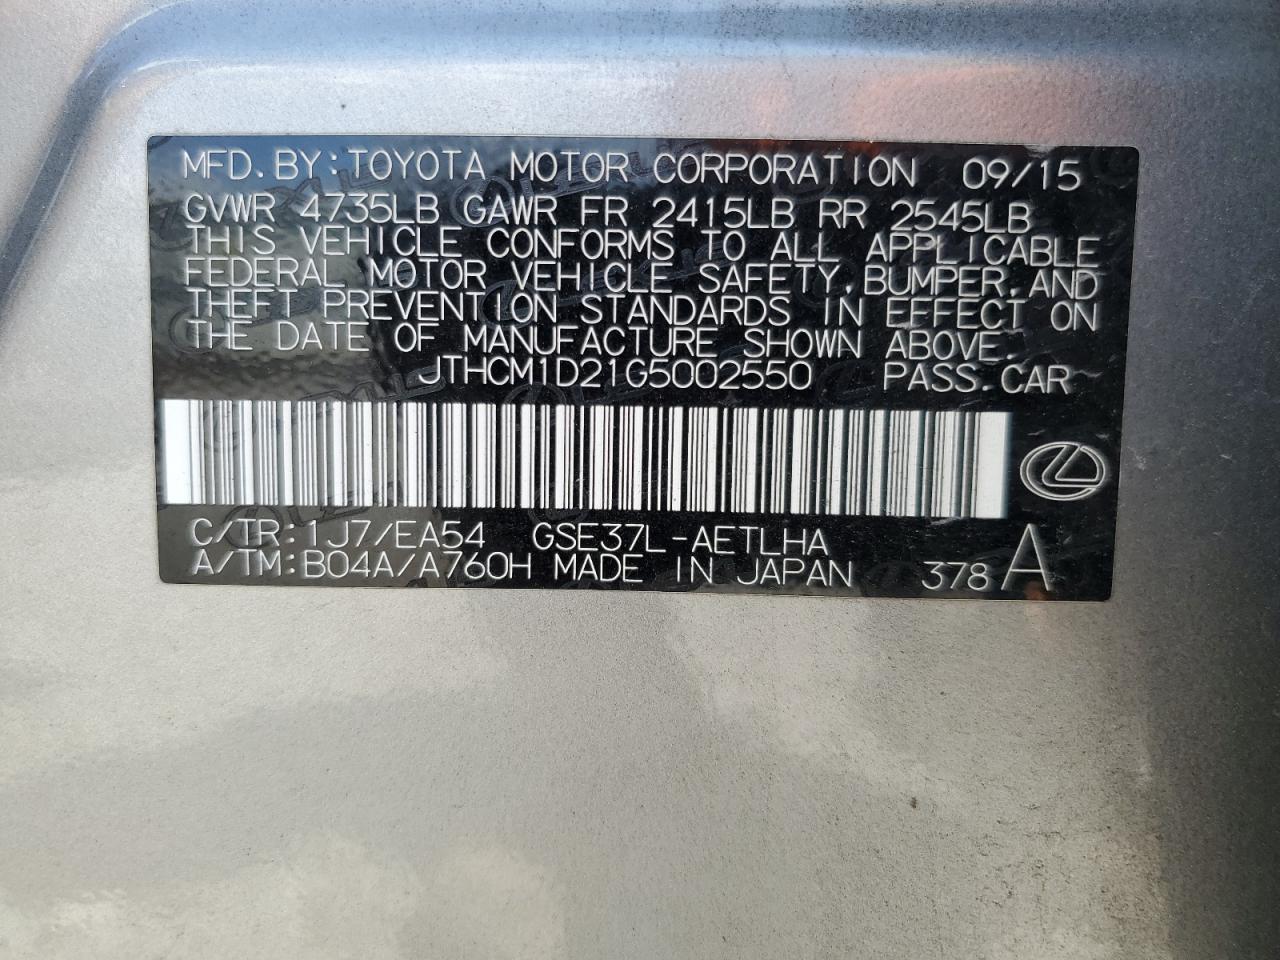 MFD.BY:TOYOTA MOTOR CORPORATION 09/15
GVWR 4735LB GAWR FR 2415LB RR 2545LB
THIS VEHICLE CONFORMS TO ALL APPLICABLE
FEDERAL MOTOR VEHICLE SAFETY,BUMPER,AND
THEFT PREVENTION STANDARDS IN EFFECT ON
THE DATE OF MANUFACTURE SHOWN ABOVE.
JTHCM1D21G5002550 PASS.CAR
C/TR:1J7/EA54 GSE37L-AETLHA
A/TM:B04A/A760H MADE IN JAPAN 378 A